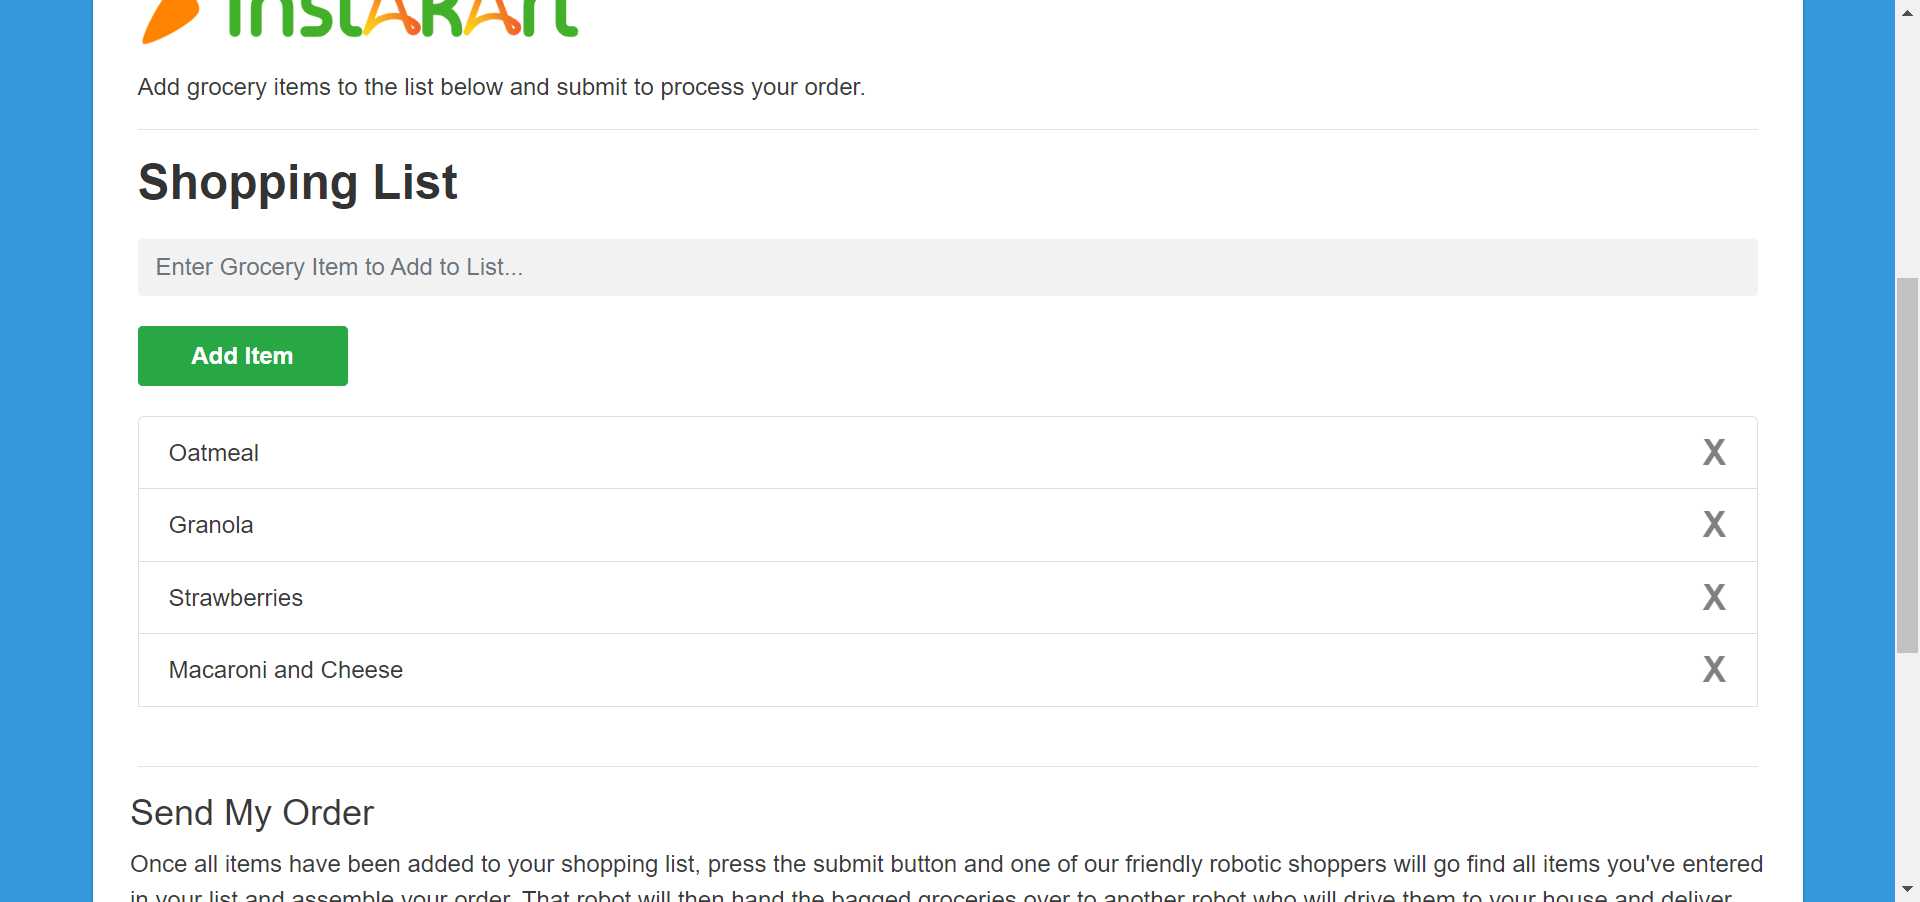 InstAkArt
Add grocery items to the list below and submit to process your order.
Shopping List
Enter Grocery Item to Add to List...
Add Item
Oatmeal X
Granola X
Strawberries X
Macaroni and Cheese X
Send My Order
Once all items have been added to your shopping list, press the submit button and one of our friendly robotic shoppers will go find all items you've entered
in your list and assemble your order. That robot will then hand the bagged groceries over to another robot who will drive them to your house and deliver